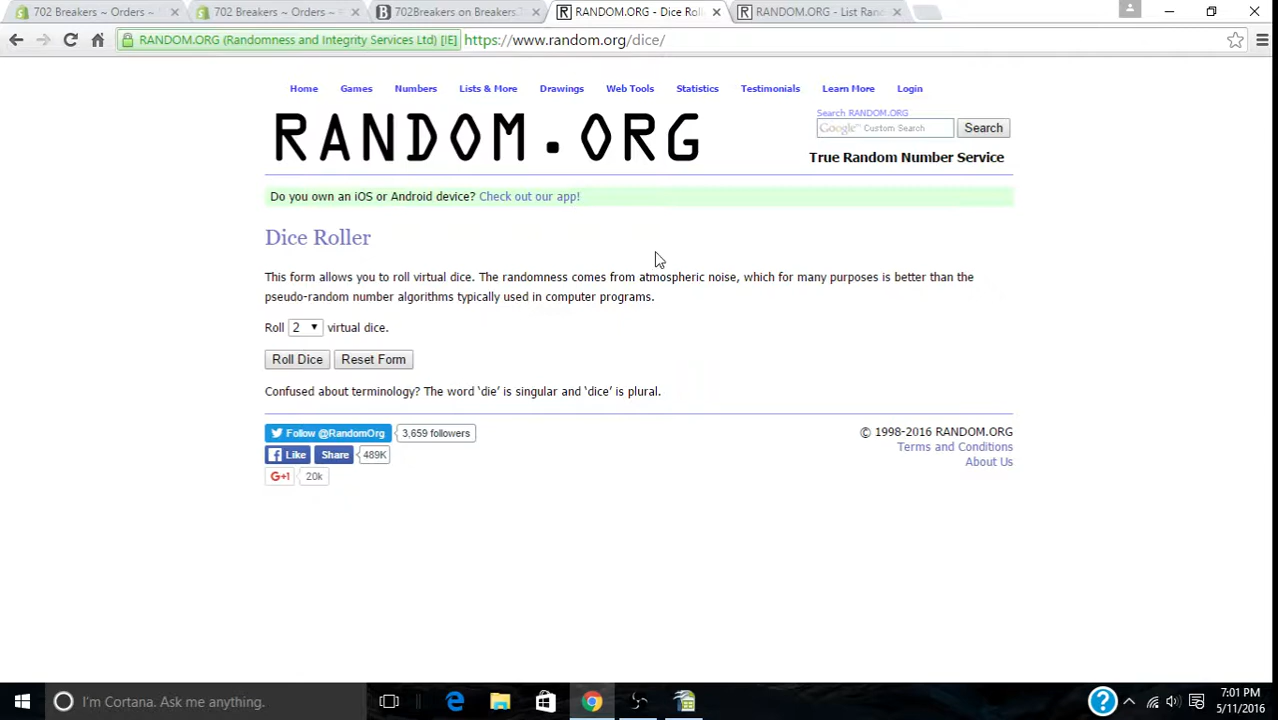 702 Breakers ~ Orders ~
702 Breakers ~ Orders ~
702Breakers on Breakers.T
RANDOM.ORG - Dice Roll
RANDOM.ORG - List Rand
RANDOM.ORG (Randomness and Integrity Services Ltd) [IE] https://www.random.org/dice/
Home Games Numbers Lists & More Drawings Web Tools Statistics Testimonials Learn More Login
RANDOM.ORG
Search RANDOM.ORG
Google™ Custom Search Search
True Random Number Service
Do you own an iOS or Android device? Check out our app!
Dice Roller
This form allows you to roll virtual dice. The randomness comes from atmospheric noise, which for many purposes is better than the
pseudo-random number algorithms typically used in computer programs.
Roll 2 virtual dice.
Roll Dice Reset Form
Confused about terminology? The word ‘die’ is singular and ‘dice’ is plural.
Follow @RandomOrg 3,659 followers
Like Share 489K
G+1 20k
© 1998-2016 RANDOM.ORG
Terms and Conditions
About Us
I'm Cortana. Ask me anything.
7:01 PM
5/11/2016